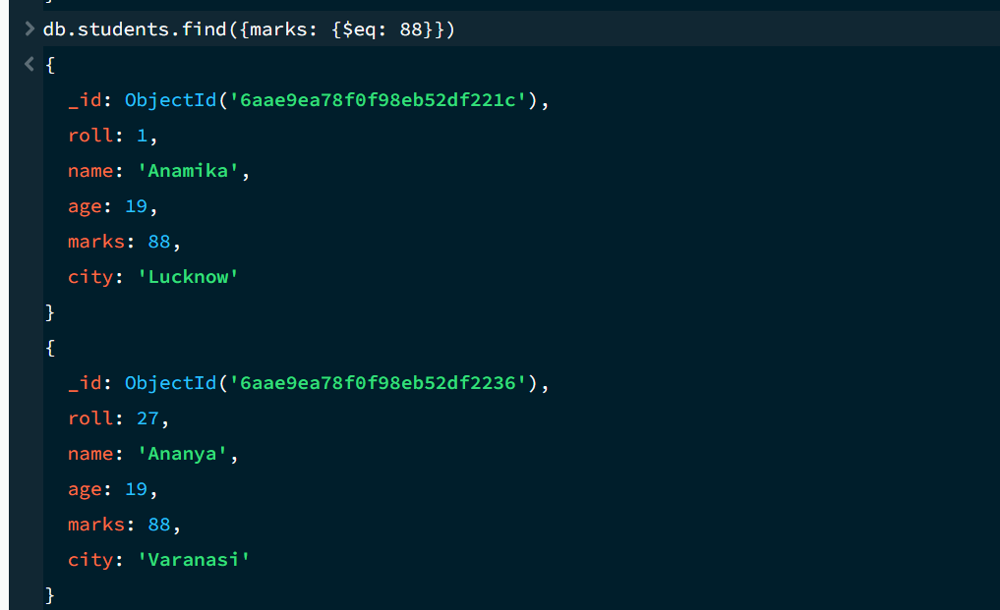 }
> db.students.find({marks: {$eq: 88}})
< {
  _id: ObjectId('6aae9ea78f0f98eb52df221c'),
  roll: 1,
  name: 'Anamika',
  age: 19,
  marks: 88,
  city: 'Lucknow'
}
{
  _id: ObjectId('6aae9ea78f0f98eb52df2236'),
  roll: 27,
  name: 'Ananya',
  age: 19,
  marks: 88,
  city: 'Varanasi'
}